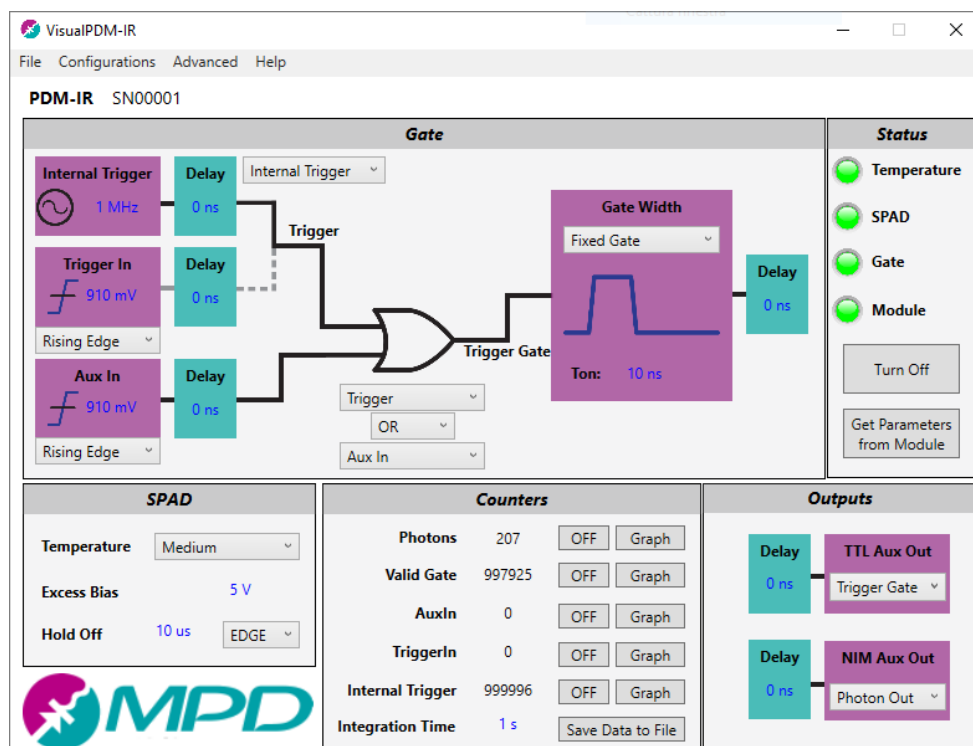 VisualPDM-IR
File Configurations Advanced Help
PDM-IR SN00001
Gate
Internal Trigger
1 MHz
Delay
0 ns
Internal Trigger
Trigger
Trigger In
910 mV
Rising Edge
Delay
0 ns
Aux In
910 mV
Rising Edge
Delay
0 ns
Trigger
OR
Aux In
Trigger Gate
Gate Width
Fixed Gate
Ton: 10 ns
Delay
0 ns
Status
Temperature
SPAD
Gate
Module
Turn Off
Get Parameters
from Module
SPAD
Temperature Medium
Excess Bias 5 V
Hold Off 10 us EDGE
MPD
Counters
Photons 207 OFF Graph
Valid Gate 997925 OFF Graph
AuxIn 0 OFF Graph
TriggerIn 0 OFF Graph
Internal Trigger 999996 OFF Graph
Integration Time 1 s Save Data to File
Outputs
Delay
0 ns
TTL Aux Out
Trigger Gate
Delay
0 ns
NIM Aux Out
Photon Out